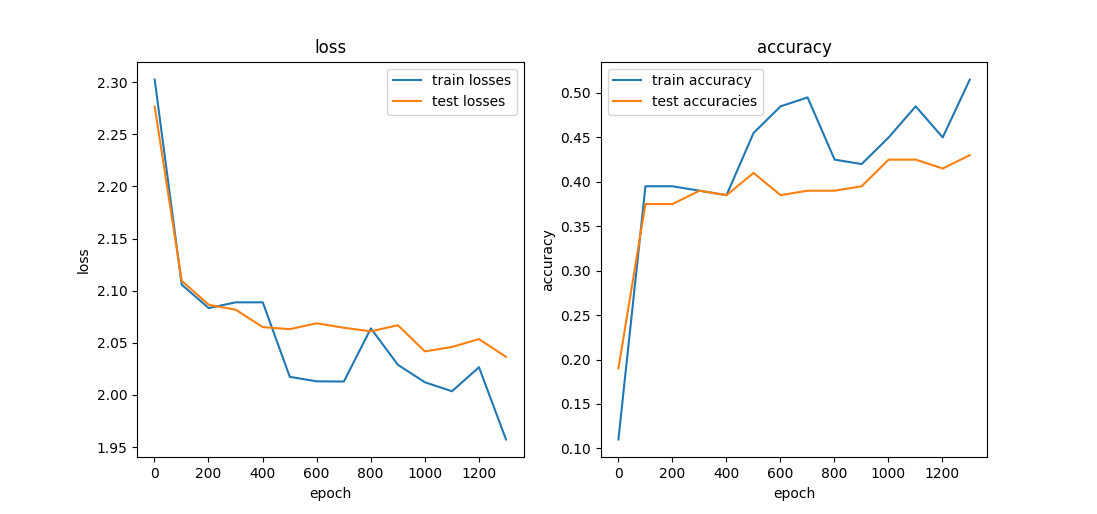 loss
train losses
test losses
2.30
2.25
2.20
2.15
2.10
2.05
2.00
1.95
loss
0 200 400 600 800 1000 1200
epoch
accuracy
train accuracy
test accuracies
0.50
0.45
0.40
0.35
0.30
0.25
0.20
0.15
0.10
accuracy
0 200 400 600 800 1000 1200
epoch